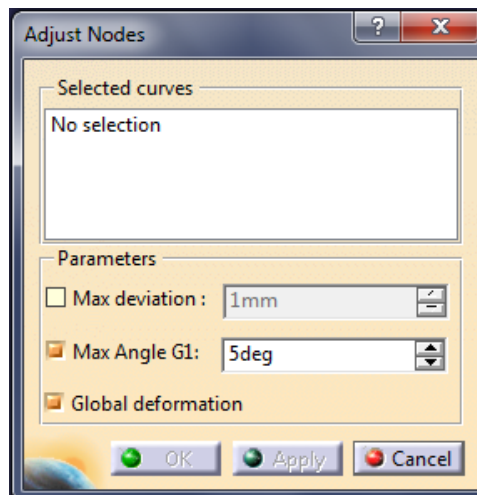 Adjust Nodes
?
X
Selected curves
No selection
Parameters
Max deviation : 1mm
Max Angle G1: 5deg
Global deformation
OK Apply Cancel